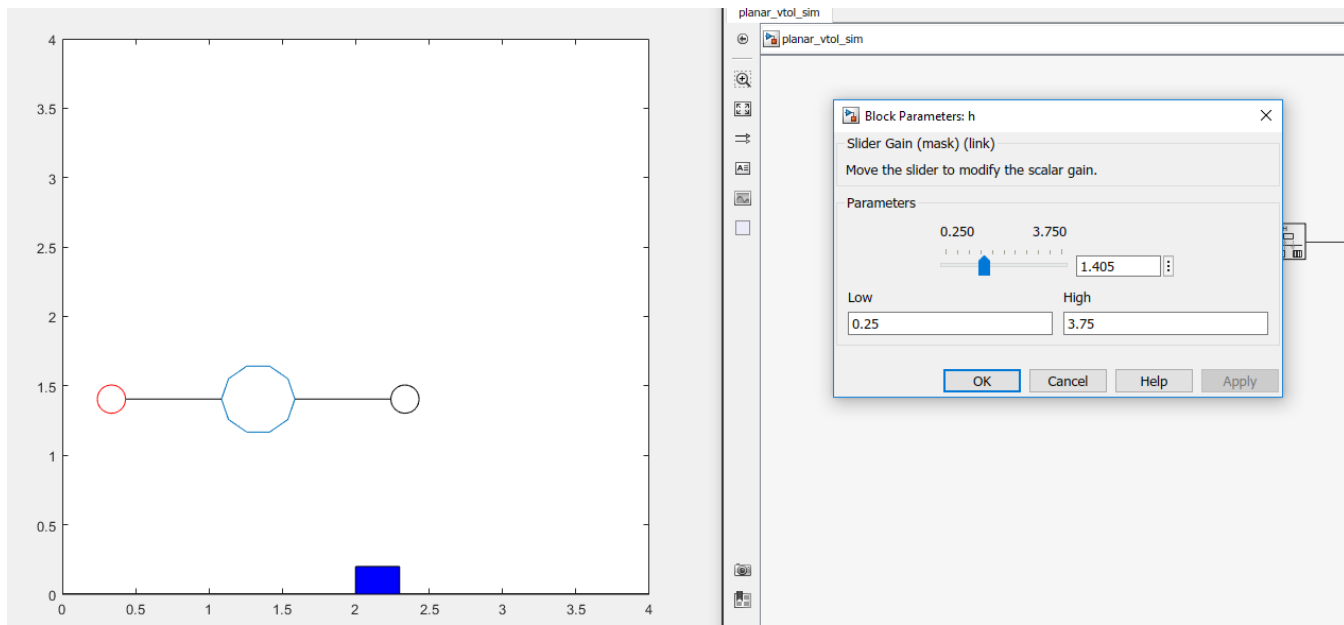 4
3.5
3
2.5
2
1.5
1
0.5
0
0 0.5 1 1.5 2 2.5 3 3.5 4
planar_vtol_sim
planar_vtol_sim
Block Parameters: h
Slider Gain (mask) (link)
Move the slider to modify the scalar gain.
Parameters
0.250 3.750
1.405
Low High
0.25 3.75
OK Cancel Help Apply